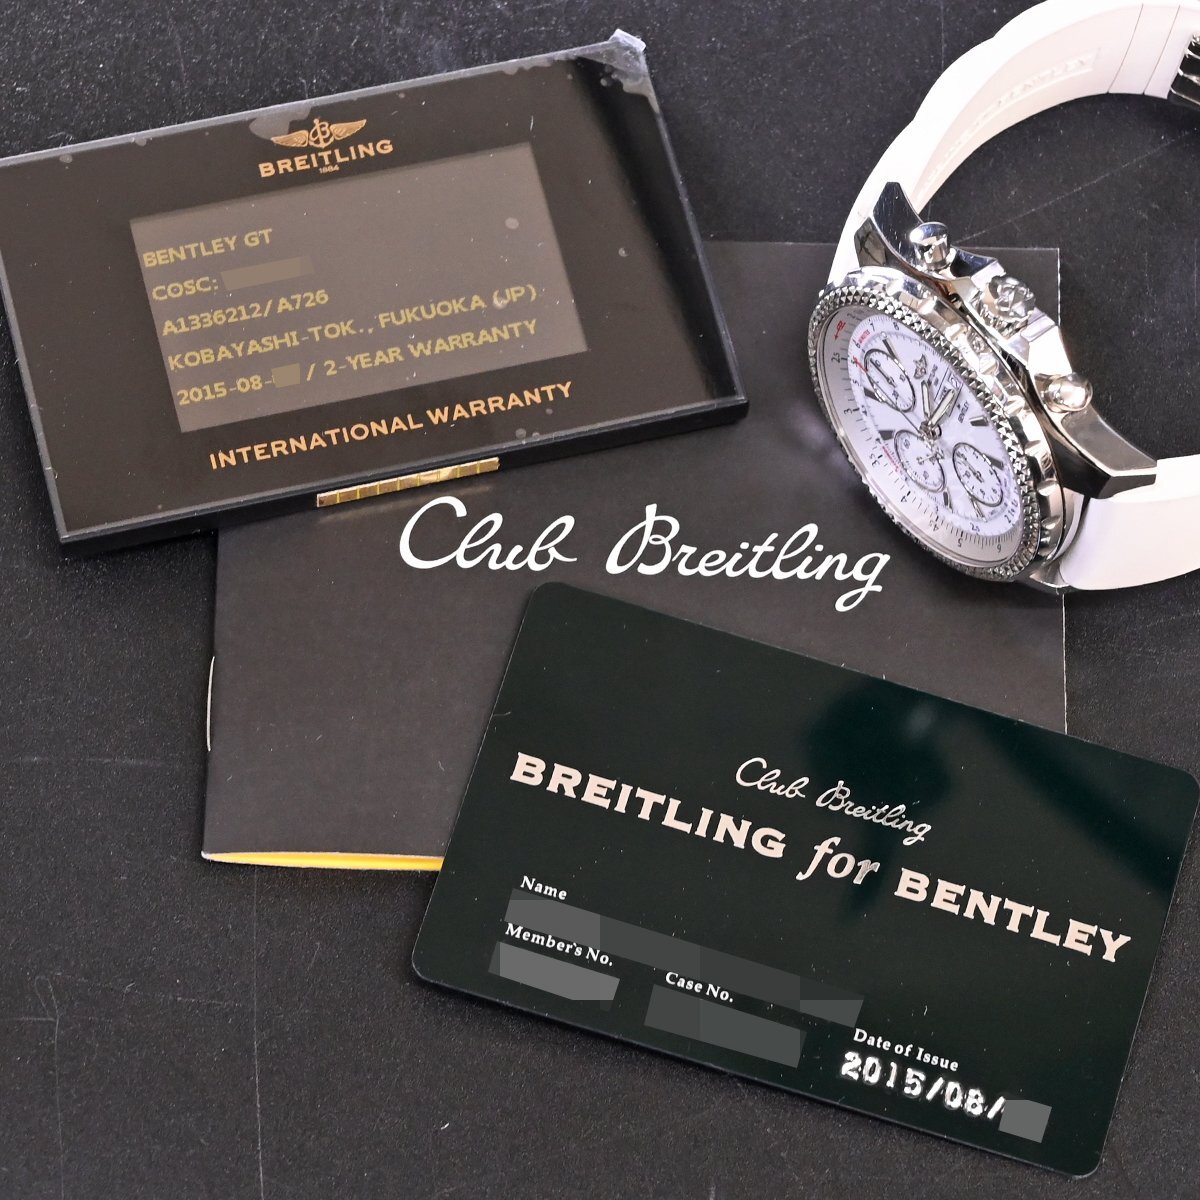 BREITLING
1884
BENTLEY GT
COSC:
A1336212/A726
KOBAYASHI-TOK., FUKUOKA (JP)
2015-08- / 2-YEAR WARRANTY
INTERNATIONAL WARRANTY
Club Breitling
Club Breitling
BREITLING for BENTLEY
Name
Member's No.
Case No.
Date of Issue
2015/08/